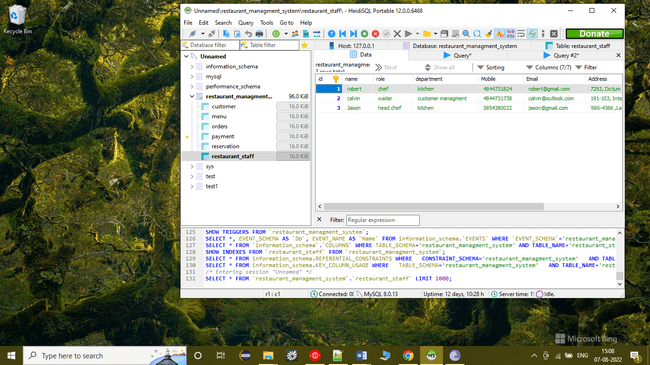 Recycle Bin
Unnamed\restaurant_managment_system\restaurant_staff\ - HeidiSQL Portable 12.0.0.6468
File Edit Search Query Tools Go to Help
Donate
Database filter Table filter
Host: 127.0.0.1 Database: restaurant_managment_system Table: restaurant_staff
Data Query* Query #2*
Unnamed
information_schema
mysql
performance_schema
restaurant_managment... 96.0 KiB
customer 16.0 KiB
menu 16.0 KiB
orders 16.0 KiB
payment 16.0 KiB
reservation 16.0 KiB
restaurant_staff 16.0 KiB
sys
test
test1
restaurant_managme
Next Show all Sorting Columns (7/7) Filter
id name role department Mobile Email Address
1 robert chef kitchen 4844731824 robert@gmail.com 7292, Dictum
2 calvin waiter customer managment 4844731738 calvin@outlook.com 191-103, Inte
3 Jason head chef kitchen 5854380022 jason@gmail.com
Filter: Regular expression
125 SHOW TRIGGERS FROM `restaurant_managment_system`;
126 SELECT *, EVENT_SCHEMA AS `Db`, EVENT_NAME AS `Name` FROM information_schema.`EVENTS` WHERE `EVENT_SCHEMA`='restaurant_mana
127 SELECT * FROM `information_schema`.`COLUMNS` WHERE TABLE_SCHEMA='restaurant_managment_system' AND TABLE_NAME='restaurant_st
128 SHOW INDEXES FROM `restaurant_staff` FROM `restaurant_managment_system`;
129 SELECT * FROM information_schema.REFERENTIAL_CONSTRAINTS WHERE CONSTRAINT_SCHEMA='restaurant_managment_system' AND TABL
130 SELECT * FROM information_schema.KEY_COLUMN_USAGE WHERE TABLE_SCHEMA='restaurant_managment_system' AND TABLE_NAME='rest
131 /* Entering session "Unnamed" */
132 SELECT * FROM `restaurant_managment_system`.`restaurant_staff` LIMIT 1000;
r1 : c1 Connected: 00 MySQL 8.0.13 Uptime: 12 days, 10:28 h Server time: 1 Idle.
Microsoft Bing
Type here to search
ENG
15:08
07-08-2022